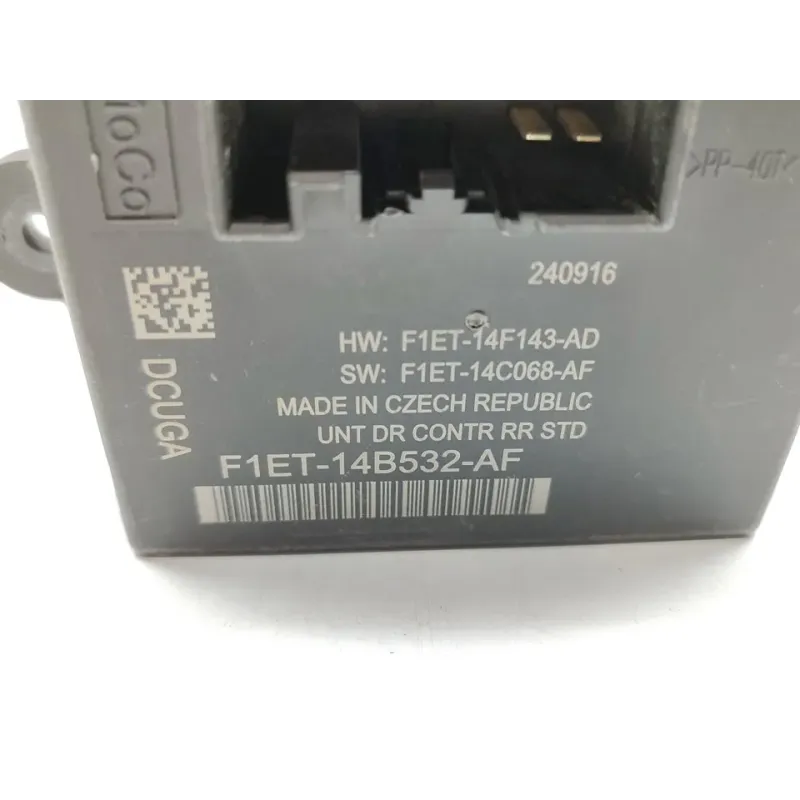 MoCo
>PP-40T<
240916
DCUGA
HW: F1ET-14F143-AD
SW: F1ET-14C068-AF
MADE IN CZECH REPUBLIC
UNT DR CONTR RR STD
F1ET-14B532-AF